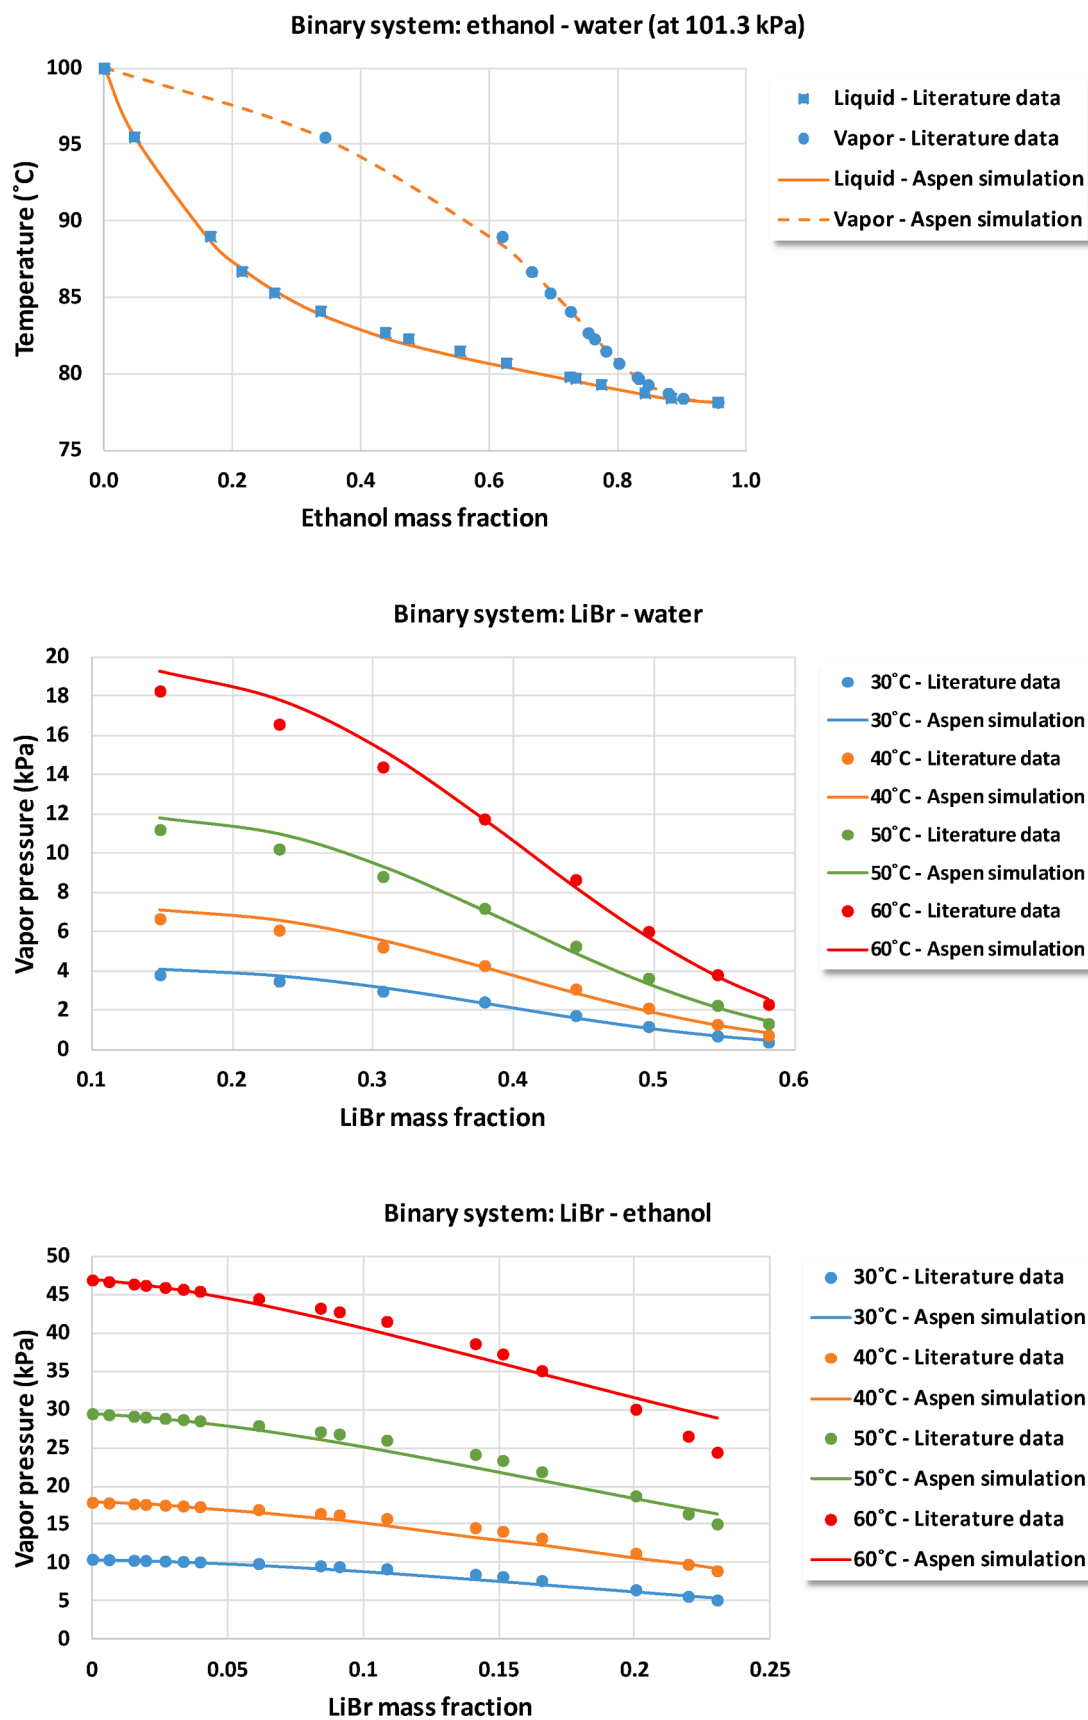 Binary system: ethanol - water (at 101.3 kPa)
100
95
90
85
80
75
Temperature (˚C)
0.0 0.2 0.4 0.6 0.8 1.0
Ethanol mass fraction
Liquid - Literature data
Vapor - Literature data
Liquid - Aspen simulation
Vapor - Aspen simulation
Binary system: LiBr - water
20
18
16
14
12
10
8
6
4
2
0
Vapor pressure (kPa)
0.1 0.2 0.3 0.4 0.5 0.6
LiBr mass fraction
30˚C - Literature data
30˚C - Aspen simulation
40˚C - Literature data
40˚C - Aspen simulation
50˚C - Literature data
50˚C - Aspen simulation
60˚C - Literature data
60˚C - Aspen simulation
Binary system: LiBr - ethanol
50
45
40
35
30
25
20
15
10
5
0
Vapor pressure (kPa)
0 0.05 0.1 0.15 0.2 0.25
LiBr mass fraction
30˚C - Literature data
30˚C - Aspen simulation
40˚C - Literature data
40˚C - Aspen simulation
50˚C - Literature data
50˚C - Aspen simulation
60˚C - Literature data
60˚C - Aspen simulation